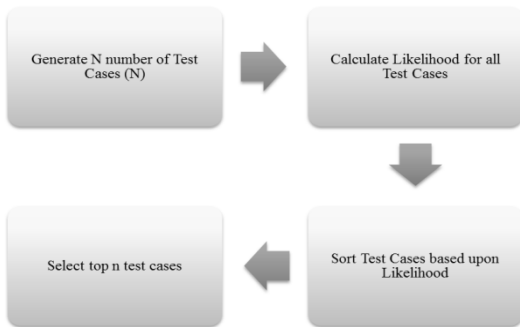 Generate N number of Test
Cases (N)
Calculate Likelihood for all
Test Cases
Sort Test Cases based upon
Likelihood
Select top n test cases